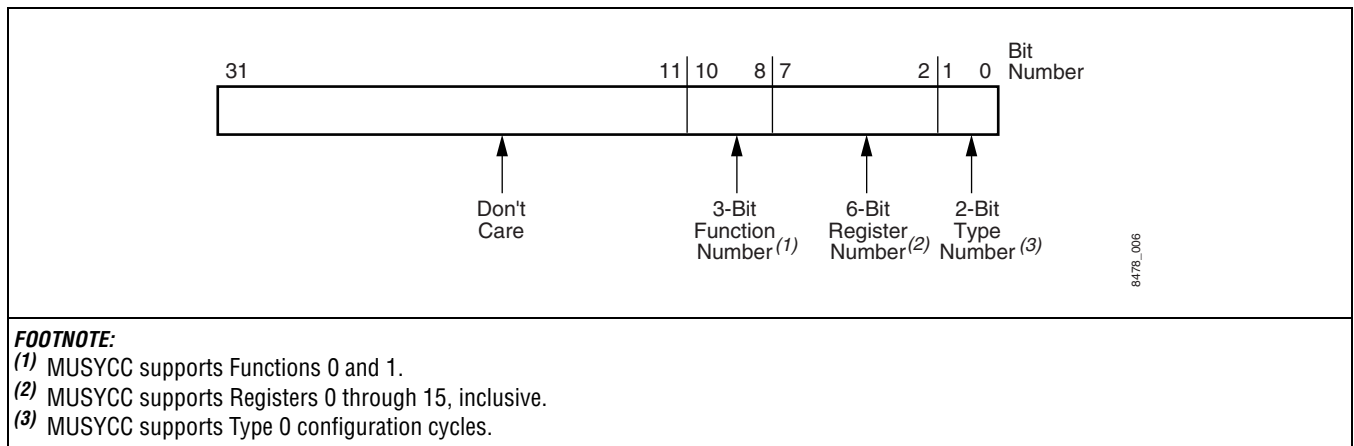 Bit
Number
31 11 10 8 7 2 1 0
Don't
Care
3-Bit
Function
Number (1)
6-Bit
Register
Number (2)
2-Bit
Type
Number (3)
8478_006
FOOTNOTE:
(1) MUSYCC supports Functions 0 and 1.
(2) MUSYCC supports Registers 0 through 15, inclusive.
(3) MUSYCC supports Type 0 configuration cycles.